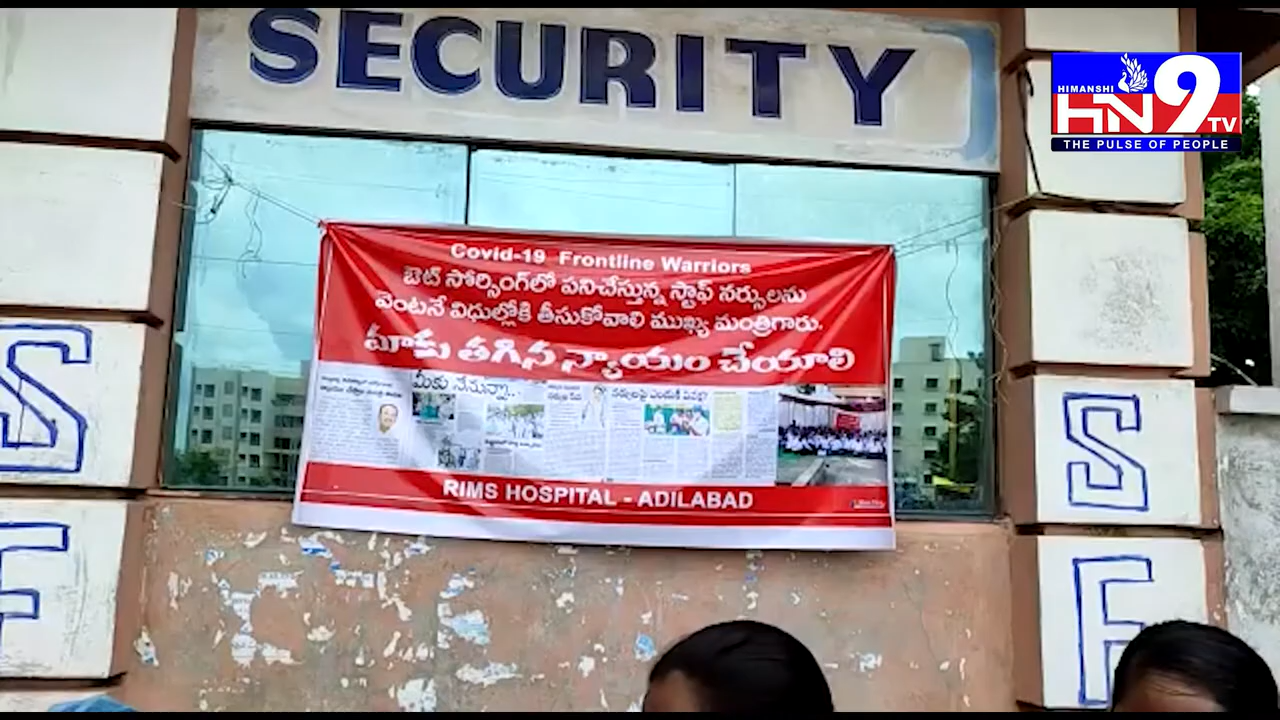 SECURITY
HIMANSHI
HN9
TV
THE PULSE OF PEOPLE
Covid-19 Frontline Warriors
ఔట్ సోర్సింగ్‌లో పనిచేస్తున్న స్టాఫ్ నర్సులను
వెంటనే విధుల్లోకి తీసుకోవాలి ముఖ్య మంత్రిగారు.
మాకు తగిన న్యాయం చేయాలి
మీకు నేనున్నా..
RIMS HOSPITAL - ADILABAD
S
S
F
F